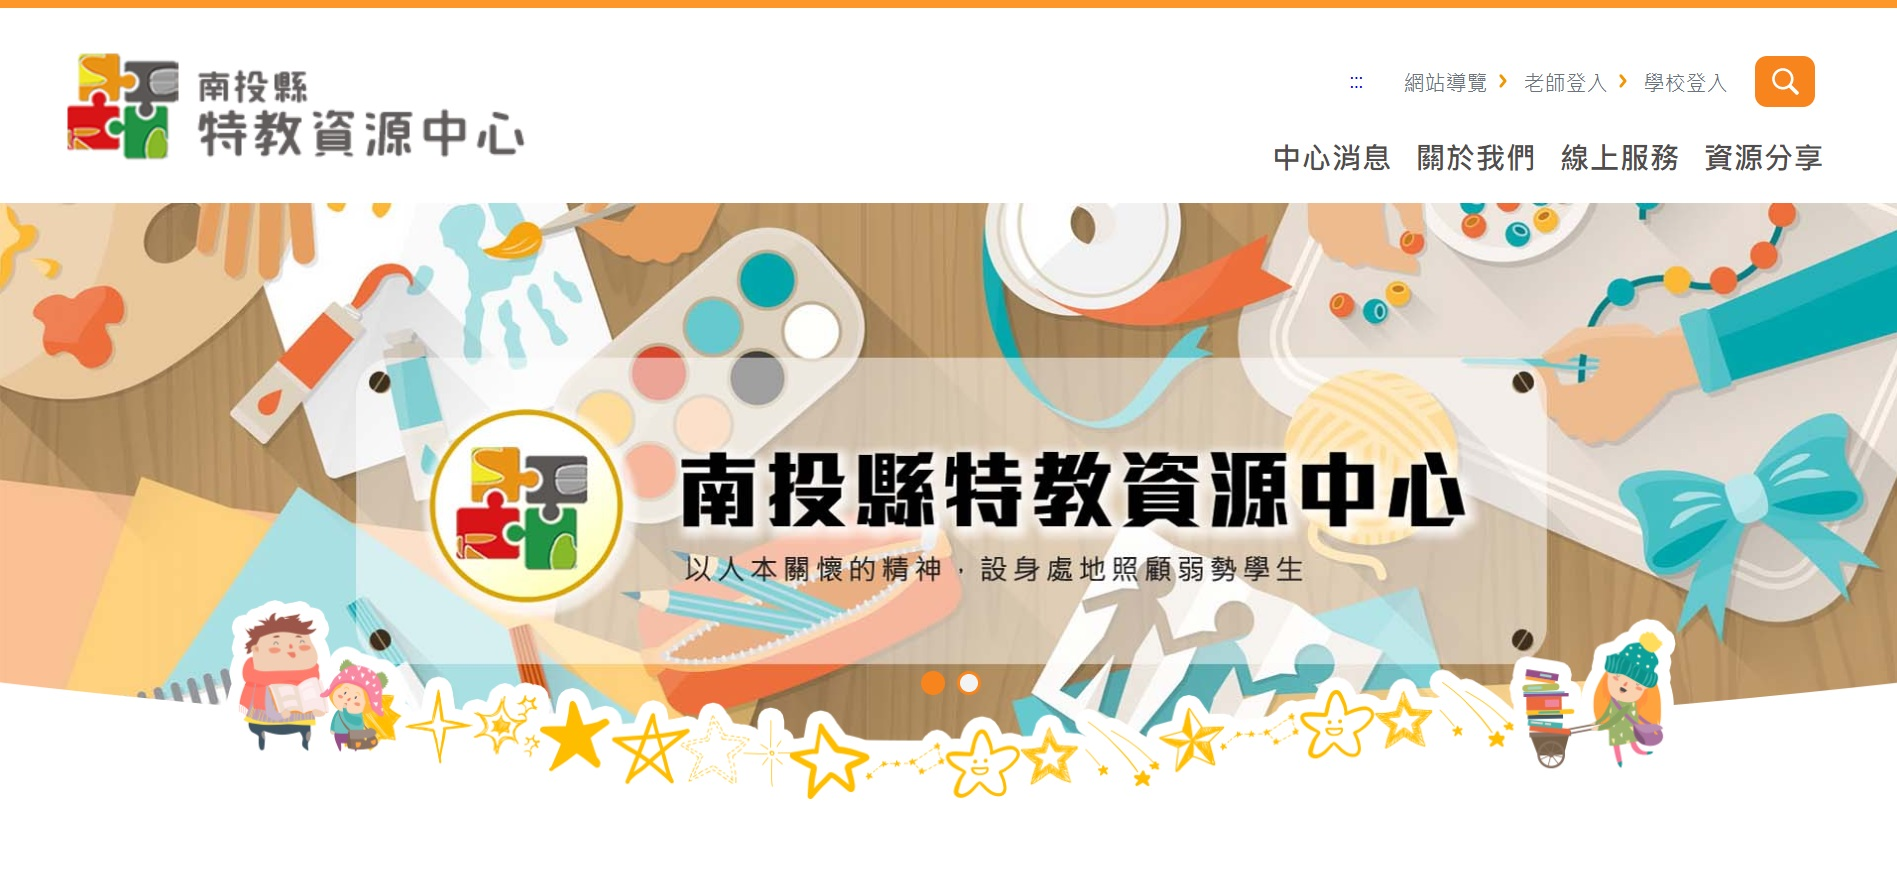 南投縣
特教資源中心
::: 網站導覽 老師登入 學校登入
中心消息 關於我們 線上服務 資源分享
南投縣特教資源中心
以人本關懷的精神，設身處地照顧弱勢學生